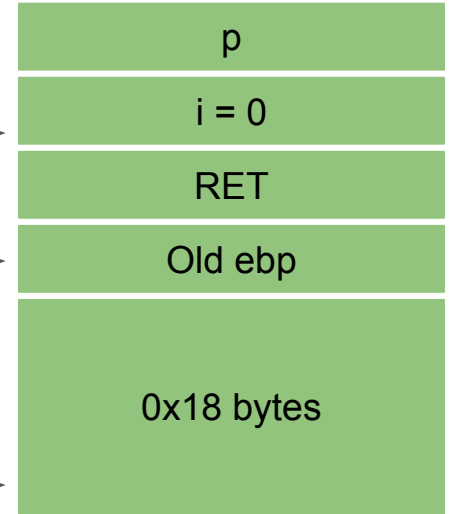 p
i = 0
RET
Old ebp
0x18 bytes